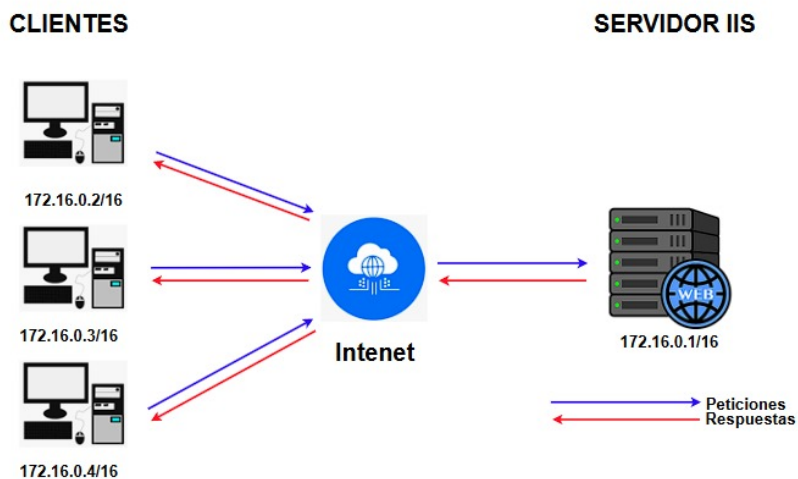 CLIENTES
SERVIDOR IIS
172.16.0.2/16
172.16.0.3/16
172.16.0.4/16
Intenet
WEB
172.16.0.1/16
Peticiones
Respuestas